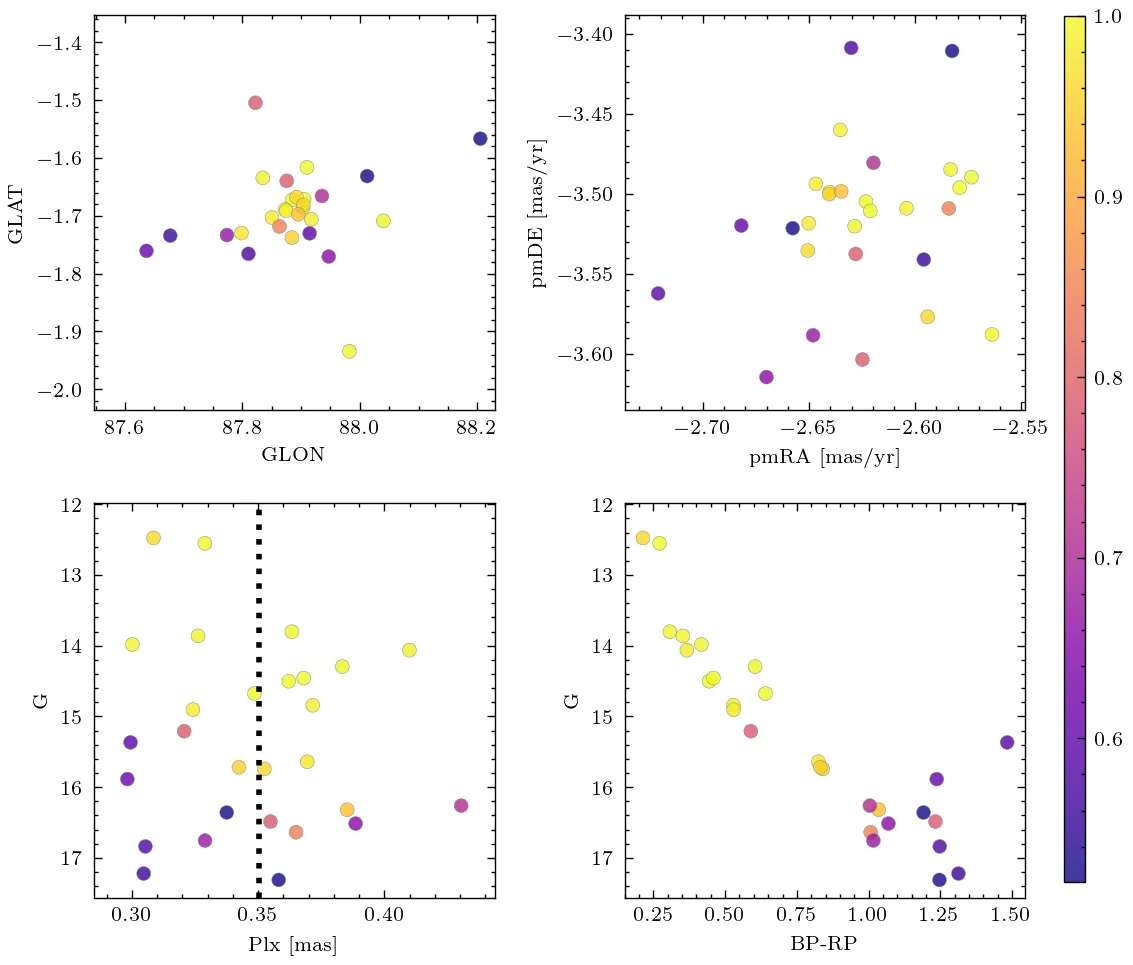 −1.4
−1.5
−1.6
−1.7
−1.8
−1.9
−2.0
GLAT
87.6 87.8 88.0 88.2
GLON
−3.40
−3.45
−3.50
−3.55
−3.60
pmDE [mas/yr]
−2.70 −2.65 −2.60 −2.55
pmRA [mas/yr]
1.0
0.9
0.8
0.7
0.6
12
13
14
15
16
17
G
0.30 0.35 0.40
Plx [mas]
12
13
14
15
16
17
G
0.25 0.50 0.75 1.00 1.25 1.50
BP-RP